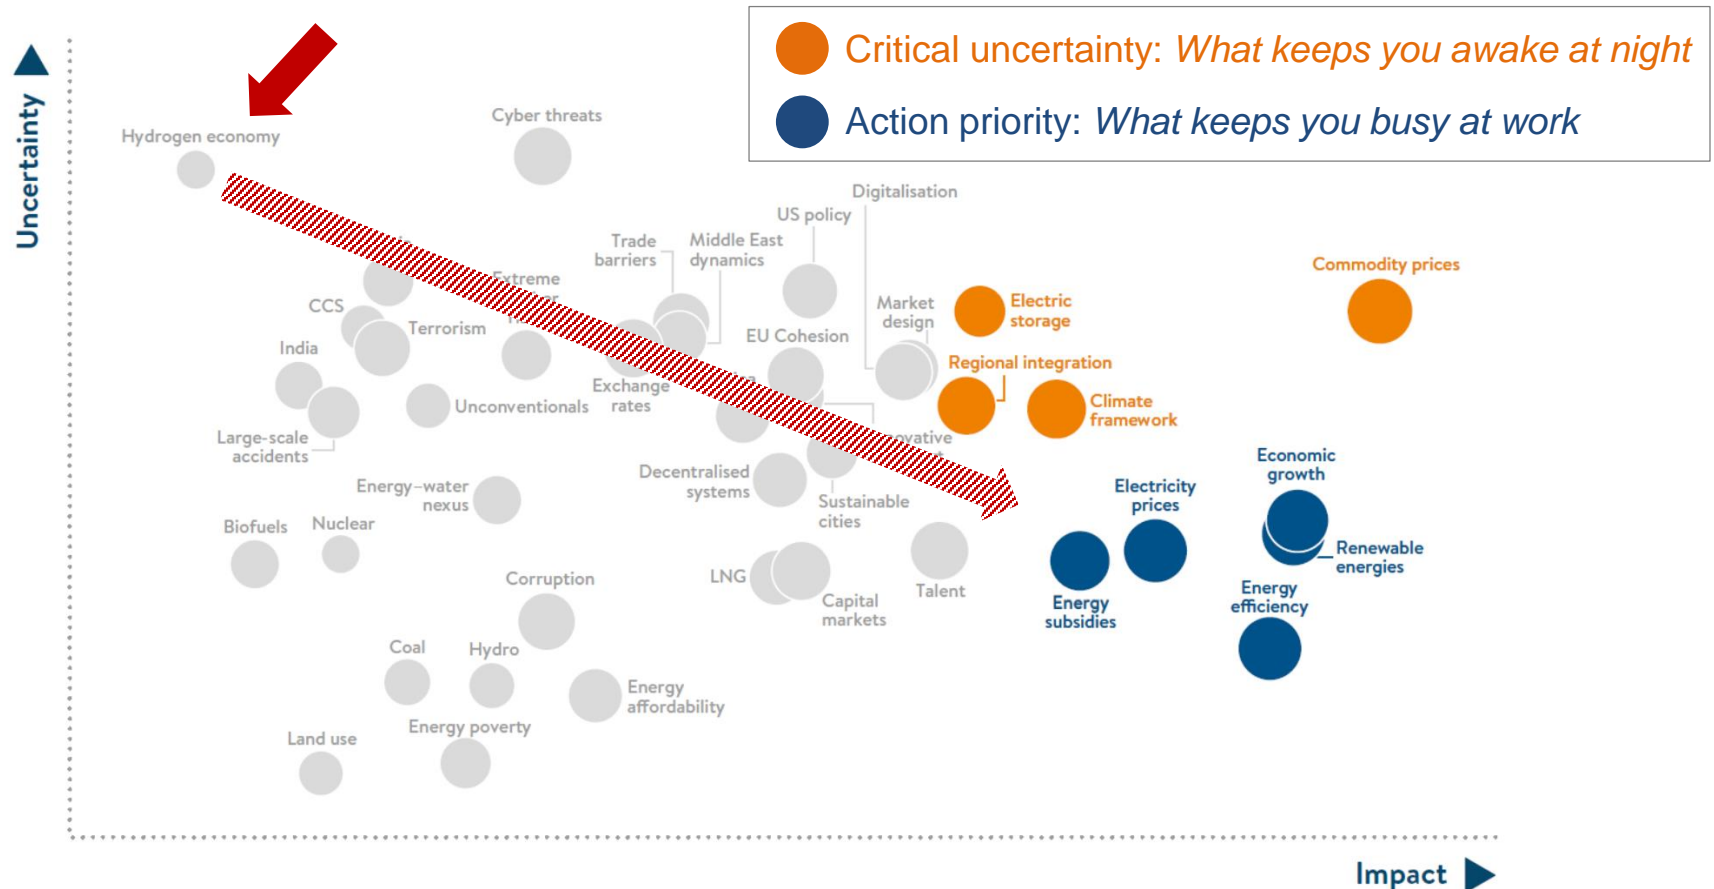 Critical uncertainty: What keeps you awake at night
Action priority: What keeps you busy at work
Uncertainty
Hydrogen economy
Cyber threats
Digitalisation
US policy
Trade
barriers
Middle East
dynamics
Extreme
Commodity prices
CCS
Terrorism
Market
design
Electric
storage
India
EU Cohesion
Regional integration
Exchange
rates
Unconventionals
Climate
framework
Large-scale
accidents
Economic
growth
Decentralised
systems
Energy–water
nexus
Sustainable
cities
Electricity
prices
Biofuels
Nuclear
Renewable
energies
LNG
Corruption
Capital
markets
Talent
Energy
subsidies
Energy
efficiency
Coal
Hydro
Energy
affordability
Energy poverty
Land use
Impact